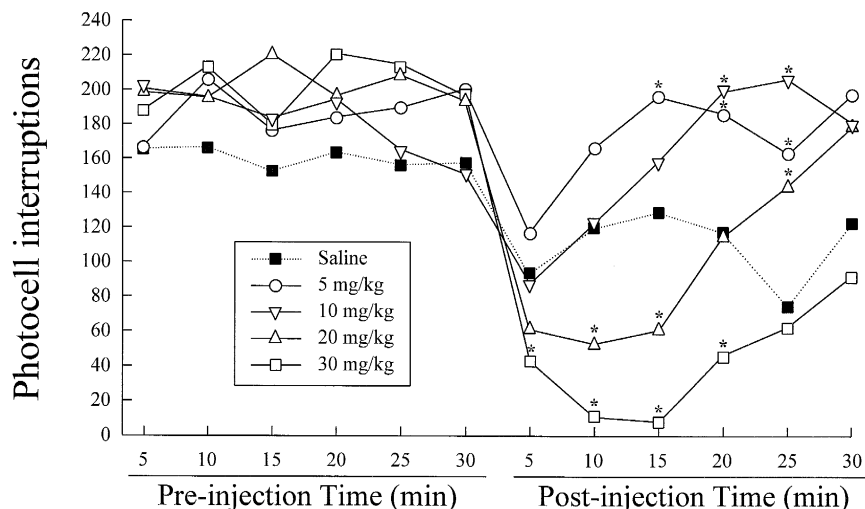 Photocell interruptions
240
220
200
180
160
140
120
100
80
60
40
20
0
Saline
5 mg/kg
10 mg/kg
20 mg/kg
30 mg/kg
* * * * * * * * * * * *
5 10 15 20 25 30 5 10 15 20 25 30
Pre-injection Time (min) Post-injection Time (min)